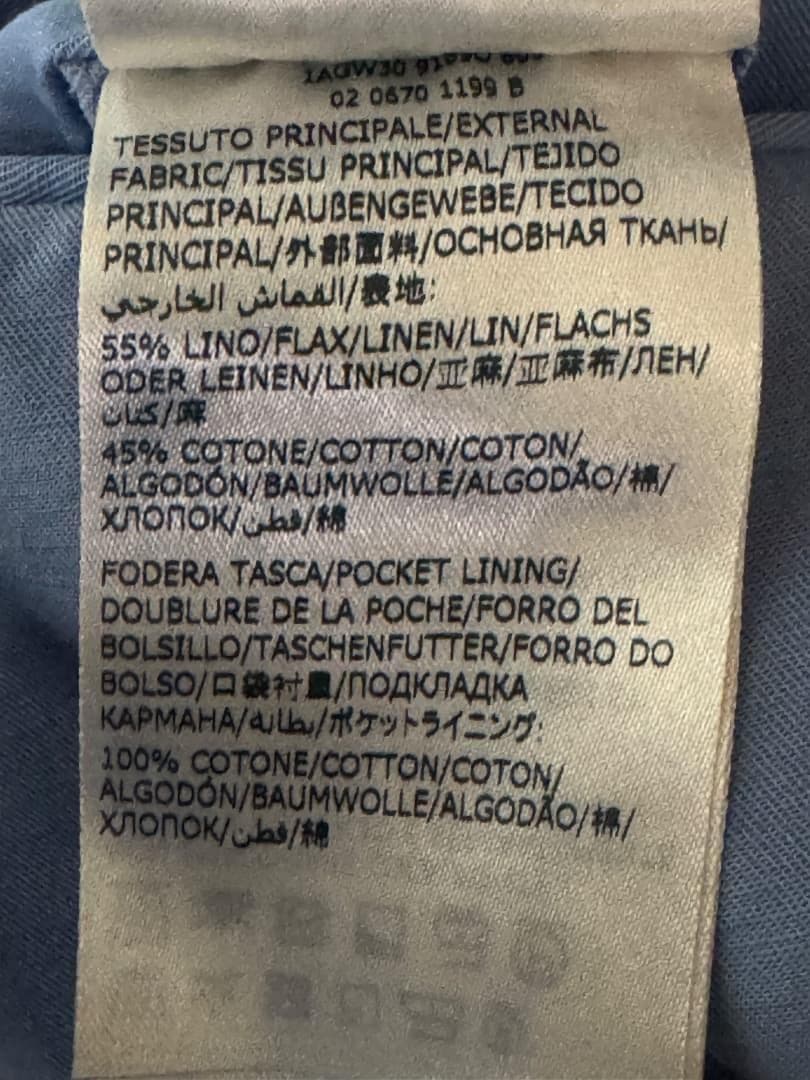 02 0670 1199 B
TESSUTO PRINCIPALE/EXTERNAL
FABRIC/TISSU PRINCIPAL/TEJIDO
PRINCIPAL/AUßENGEWEBE/TECIDO
PRINCIPAL/外部面料/ОСНОВНАЯ ТКАНЬ/
القماش الخارجي/表地:
55% LINO/FLAX/LINEN/LIN/FLACHS
ODER LEINEN/LINHO/亚麻/亚麻布/ЛЕН/
كتان/麻
45% COTONE/COTTON/COTON/
ALGODÓN/BAUMWOLLE/ALGODÃO/棉/
ХЛОПОК/قطن/綿
FODERA TASCA/POCKET LINING/
DOUBLURE DE LA POCHE/FORRO DEL
BOLSILLO/TASCHENFUTTER/FORRO DO
BOLSO/口袋衬里/ПОДКЛАДКА
КАРМАНА/بطانه/ポケットライニング:
100% COTONE/COTTON/COTON/
ALGODÓN/BAUMWOLLE/ALGODÃO/棉/
ХЛОПОК/قطن/綿